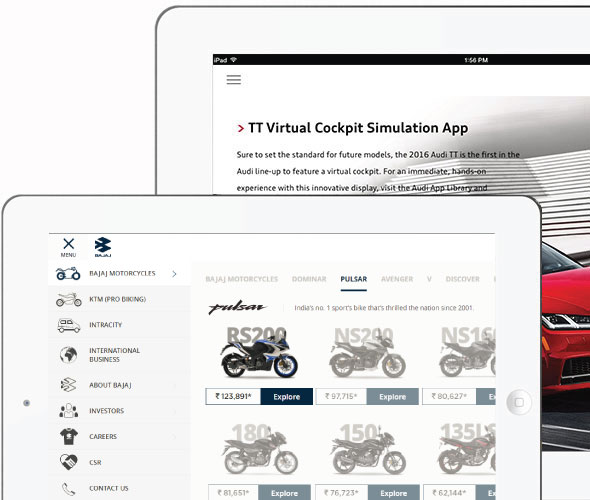 iPad
1:56 PM
> TT Virtual Cockpit Simulation App
Sure to set the standard for future models, the 2016 Audi TT is the first in the
Audi line-up to feature a virtual cockpit. For an immediate, hands-on
experience with this innovative display, visit the Audi App Library and
MENU
BAJAJ
BAJAJ MOTORCYCLES
KTM (PRO BIKING)
INTRACITY
INTERNATIONAL
BUSINESS
ABOUT BAJAJ
INVESTORS
CAREERS
CSR
CONTACT US
BAJAJ MOTORCYCLES DOMINAR PULSAR AVENGER V DISCOVER
pulsar India's no. 1 sport's bike that's thrilled the nation since 2001.
RS200 NS200 NS160
₹ 123,891* Explore ₹ 97,715* Explore ₹ 80,627* Explore
180 150 135LS
₹ 81,651* Explore ₹ 76,723* Explore ₹ 62,144* Explore